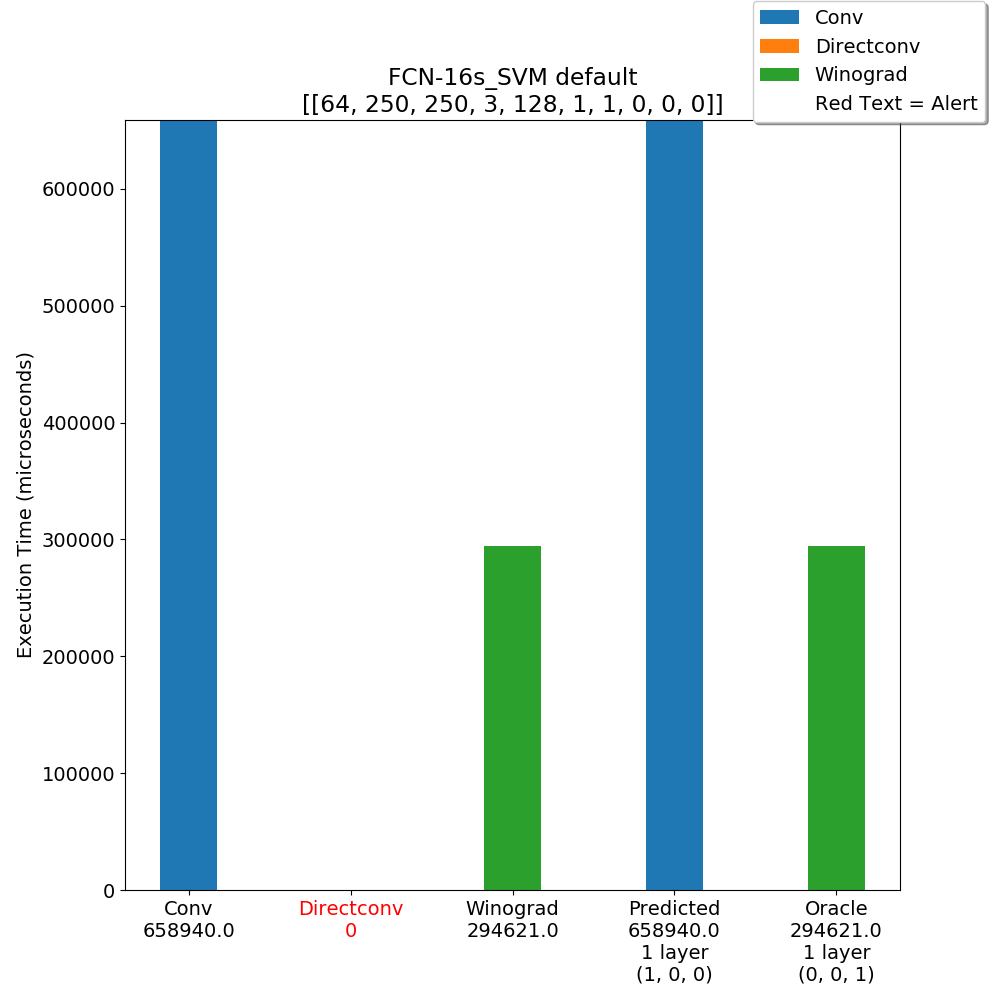 Conv
Directconv
Winograd
Red Text = Alert
FCN-16s_SVM default
[[64, 250, 250, 3, 128, 1, 1, 0, 0, 0]]
Execution Time (microseconds)
600000
500000
400000
300000
200000
100000
0
Conv
658940.0
Directconv
0
Winograd
294621.0
Predicted
658940.0
1 layer
(1, 0, 0)
Oracle
294621.0
1 layer
(0, 0, 1)